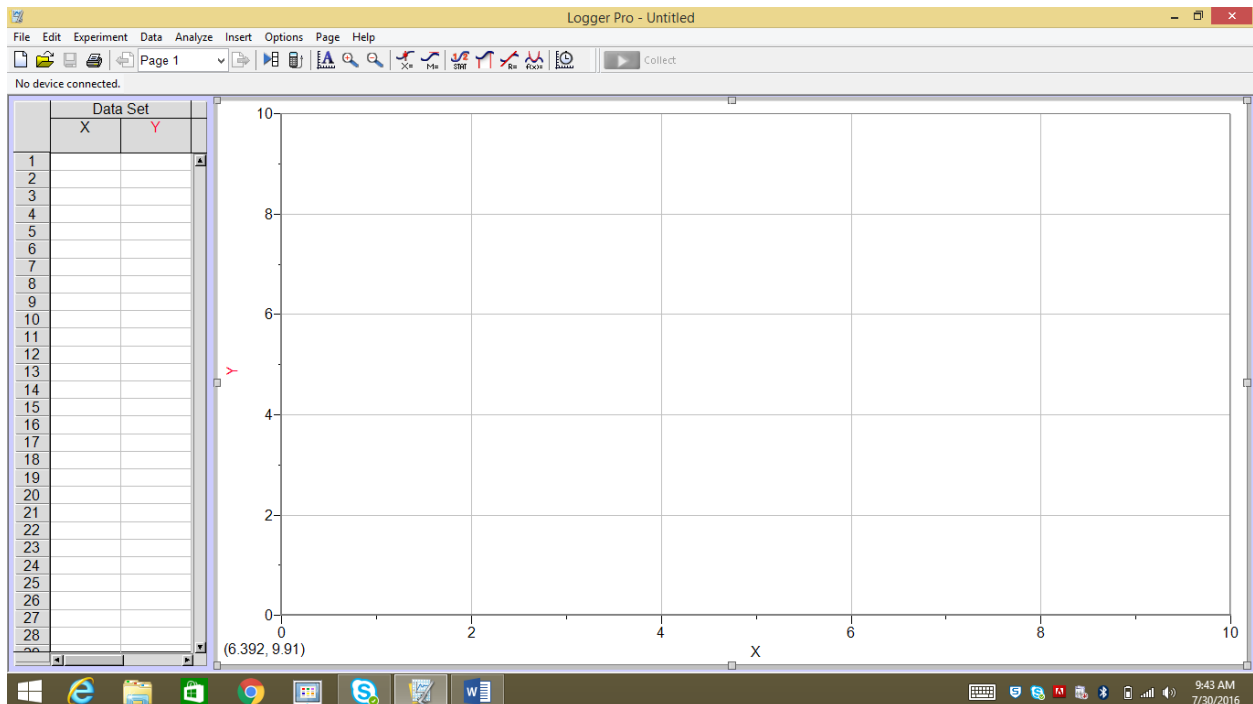 Logger Pro - Untitled
File Edit Experiment Data Analyze Insert Options Page Help
Page 1
X=
M=
STAT
R=
f(x)=
Collect
No device connected.
Data Set
X Y
1
2
3
4
5
6
7
8
9
10
11
12
13
14
15
16
17
18
19
20
21
22
23
24
25
26
27
28
10
8
6
Y
4
2
0
0 2 4 6 8 10
(6.392, 9.91)
X
9:43 AM
7/30/2016